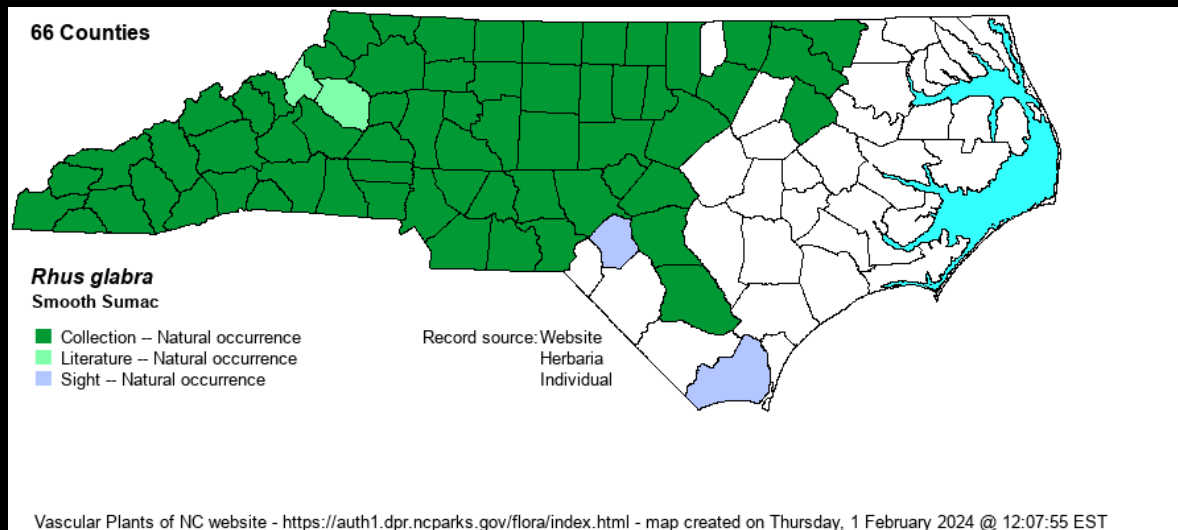 66 Counties
Rhus glabra
Smooth Sumac
Collection -- Natural occurrence
Literature -- Natural occurrence
Sight -- Natural occurrence
Record source: Website
Herbaria
Individual
Vascular Plants of NC website - https://auth1.dpr.ncparks.gov/flora/index.html - map created on Thursday, 1 February 2024 @ 12:07:55 EST